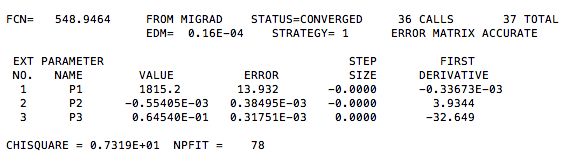 FCN= 548.9464 FROM MIGRAD STATUS=CONVERGED 36 CALLS 37 TOTAL
EDM= 0.16E-04 STRATEGY= 1 ERROR MATRIX ACCURATE
EXT PARAMETER STEP FIRST
NO. NAME VALUE ERROR SIZE DERIVATIVE
1 P1 1815.2 13.932 -0.0000 -0.33673E-03
2 P2 -0.55405E-03 0.38495E-03 -0.0000 3.9344
3 P3 0.64540E-01 0.31751E-03 0.0000 -32.649
CHISQUARE = 0.7319E+01 NPFIT = 78